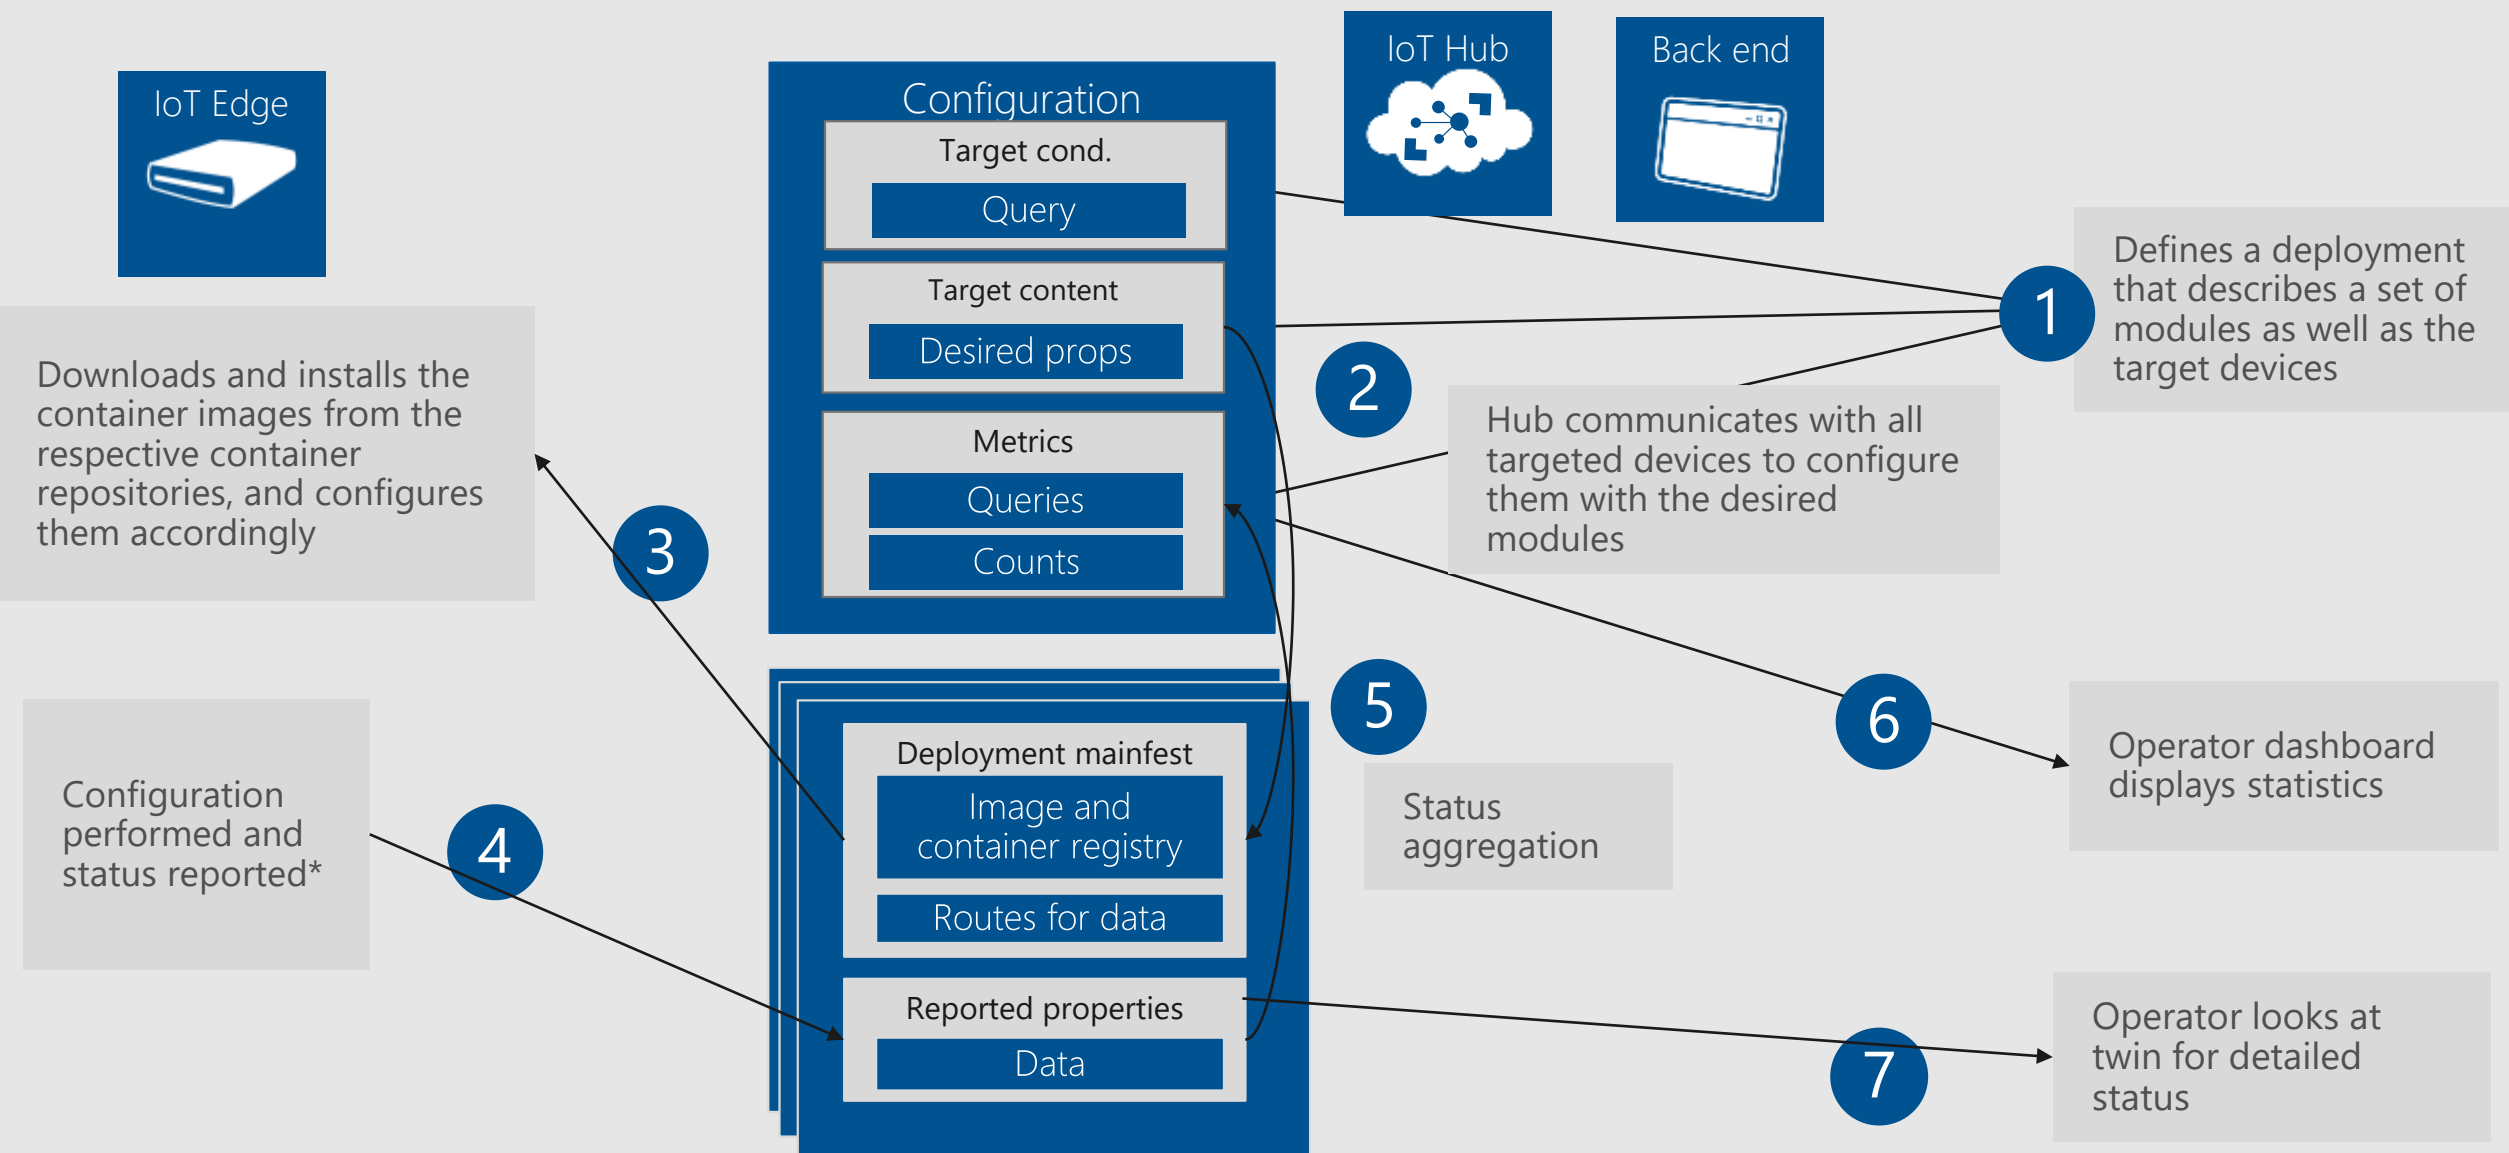 IoT Edge
Configuration
Target cond.
Query
Target content
Desired props
Metrics
Queries
Counts
IoT Hub
Back end
1
Defines a deployment
that describes a set of
modules as well as the
target devices
2
Hub communicates with all
targeted devices to configure
them with the desired
modules
Downloads and installs the
container images from the
respective container
repositories, and configures
them accordingly
3
Configuration
performed and
status reported*
4
Deployment mainfest
Image and
container registry
Routes for data
Reported properties
Data
5
Status
aggregation
6
Operator dashboard
displays statistics
7
Operator looks at
twin for detailed
status